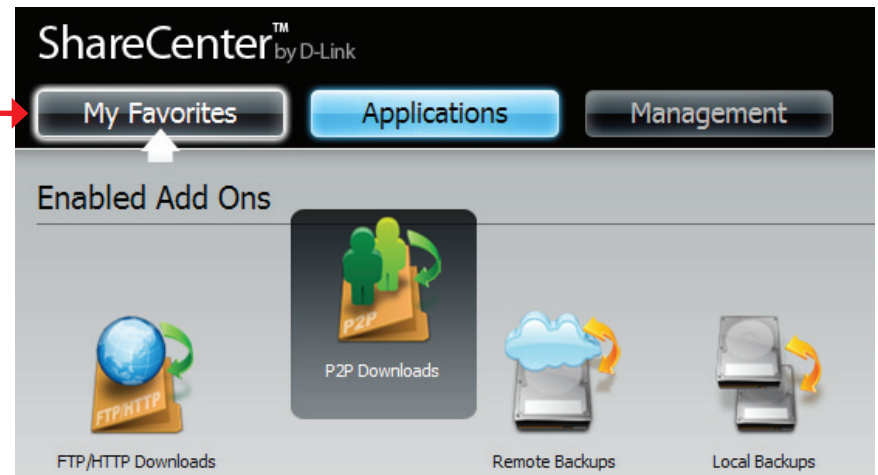 ShareCenter™ by D-Link
My Favorites Applications Management
Enabled Add Ons
P2P
P2P Downloads
FTP/HTTP
FTP/HTTP Downloads Remote Backups Local Backups